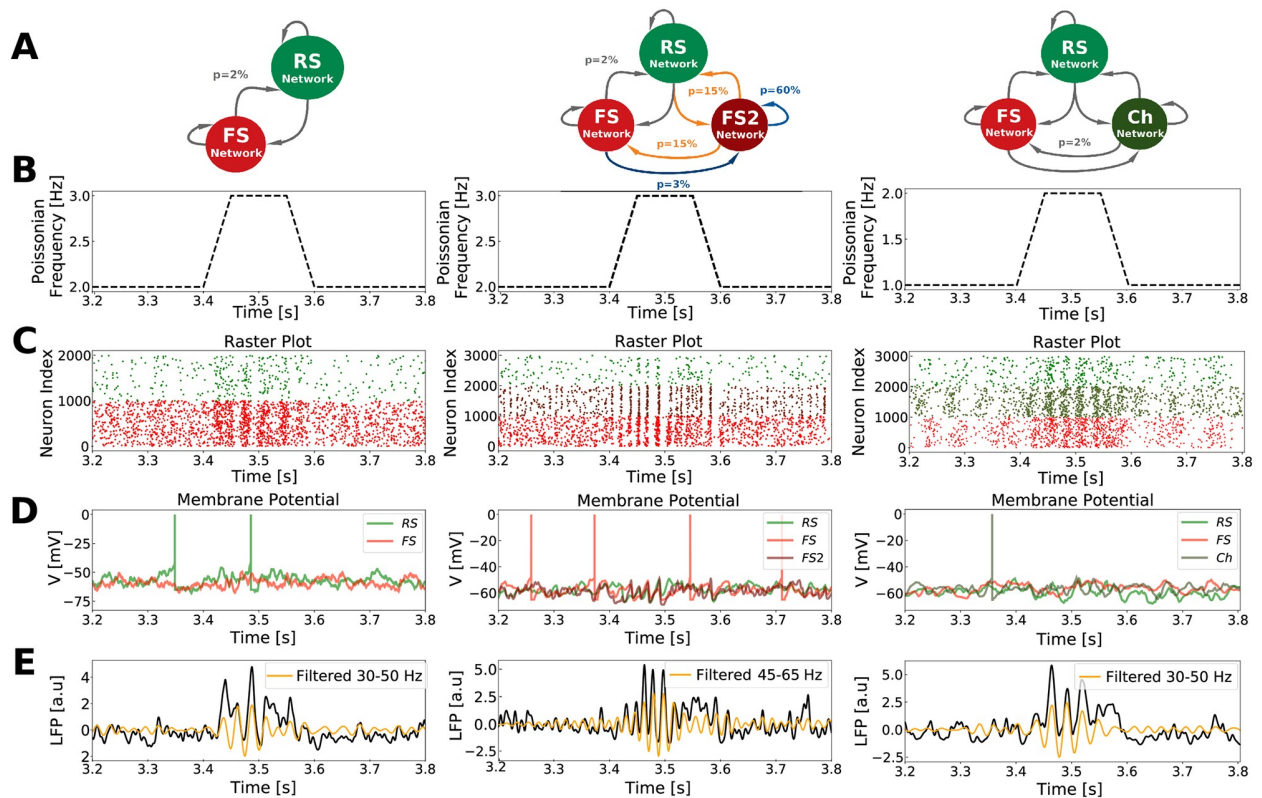 A
RS
Network
p=2%
FS
Network
RS
Network
p=2%
p=15%
p=60%
FS
Network
FS2
Network
p=15%
p=3%
RS
Network
FS
Network
Ch
Network
p=2%
B
Poissonian
Frequency [Hz]
3.0
2.5
2.0
3.2 3.3 3.4 3.5 3.6 3.7 3.8
Time [s]
Poissonian
Frequency [Hz]
3.0
2.5
2.0
3.2 3.3 3.4 3.5 3.6 3.7 3.8
Time [s]
Poissonian
Frequency [Hz]
2.0
1.5
1.0
3.2 3.3 3.4 3.5 3.6 3.7 3.8
Time [s]
C
Raster Plot
Neuron Index
2000
1000
0
3.2 3.3 3.4 3.5 3.6 3.7 3.8
Time [s]
Raster Plot
Neuron Index
3000
2000
1000
0
3.2 3.3 3.4 3.5 3.6 3.7 3.8
Time [s]
Raster Plot
Neuron Index
3000
2000
1000
0
3.2 3.3 3.4 3.5 3.6 3.7 3.8
Time [s]
D
Membrane Potential
V [mV]
0
−25
−50
−75
RS
FS
3.2 3.3 3.4 3.5 3.6 3.7 3.8
Time [s]
Membrane Potential
V [mV]
0
−20
−40
−60
RS
FS
FS2
3.2 3.3 3.4 3.5 3.6 3.7 3.8
Time [s]
Membrane Potential
V [mV]
0
−20
−40
−60
RS
FS
Ch
3.2 3.3 3.4 3.5 3.6 3.7 3.8
Time [s]
E
LFP [a.u]
4
2
0
2
Filtered 30-50 Hz
3.2 3.3 3.4 3.5 3.6 3.7 3.8
Time [s]
LFP [a.u]
5.0
2.5
0.0
−2.5
Filtered 45-65 Hz
3.2 3.3 3.4 3.5 3.6 3.7 3.8
Time [s]
LFP [a.u]
5.0
2.5
0.0
−2.5
Filtered 30-50 Hz
3.2 3.3 3.4 3.5 3.6 3.7 3.8
Time [s]